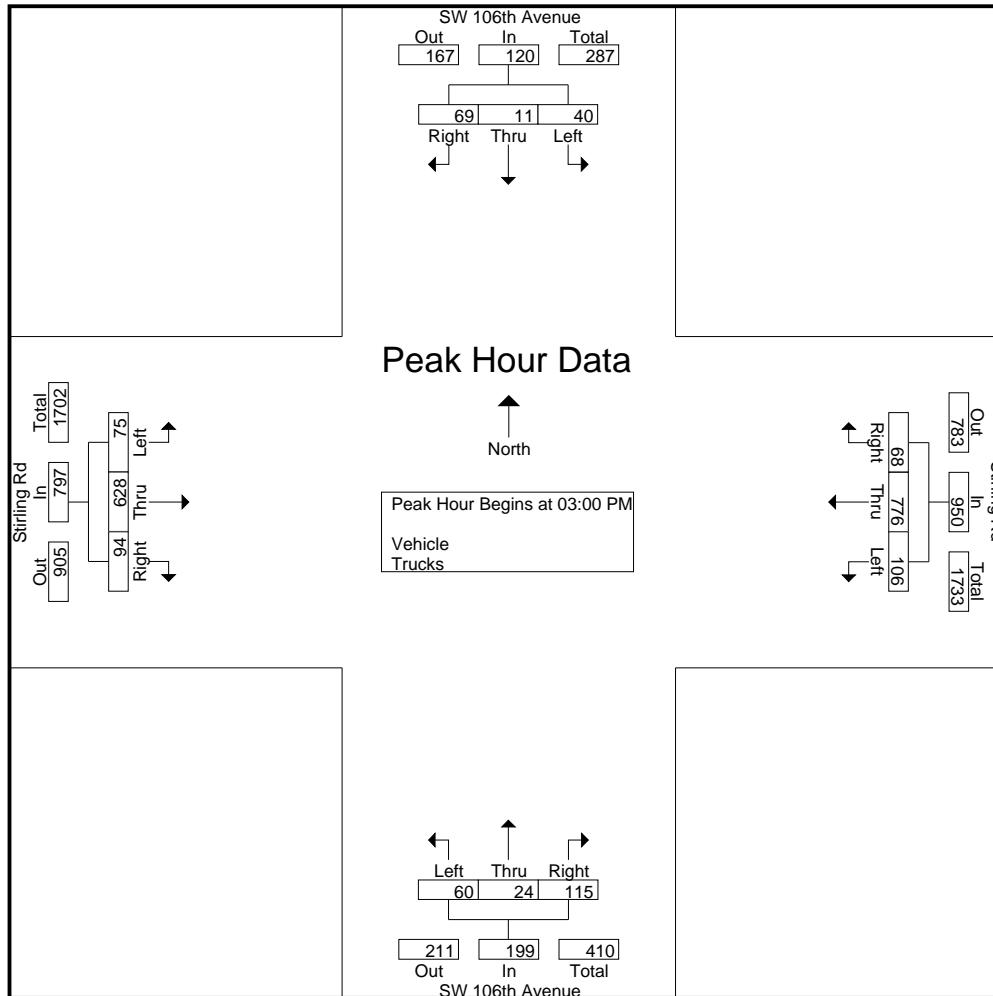 SW 106th Avenue
Out In Total
167 120 287
69 11 40
Right Thru Left
Peak Hour Data
North
Peak Hour Begins at 03:00 PM
Vehicle
Trucks
Stirling Rd
Out In Total
905 797 1702
94 628 75
Right Thru Left
Out In Total
783 950 1733
68 776 106
Right Thru Left
Left Thru Right
60 24 115
211 199 410
Out In Total
SW 106th Avenue